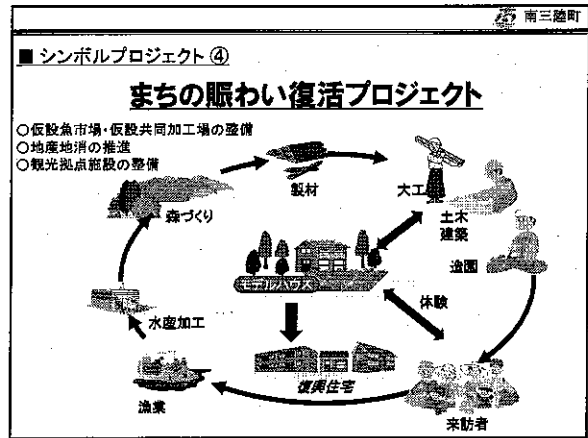 南三陸町
■ シンボルプロジェクト ④
まちの賑わい復活プロジェクト
○仮設魚市場・仮設共同加工場の整備
○地産地消の推進
○観光拠点施設の整備
製材
大工
土木
建築
造園
森づくり
モデルハウス
体験
水産加工
復興住宅
漁業
来訪者